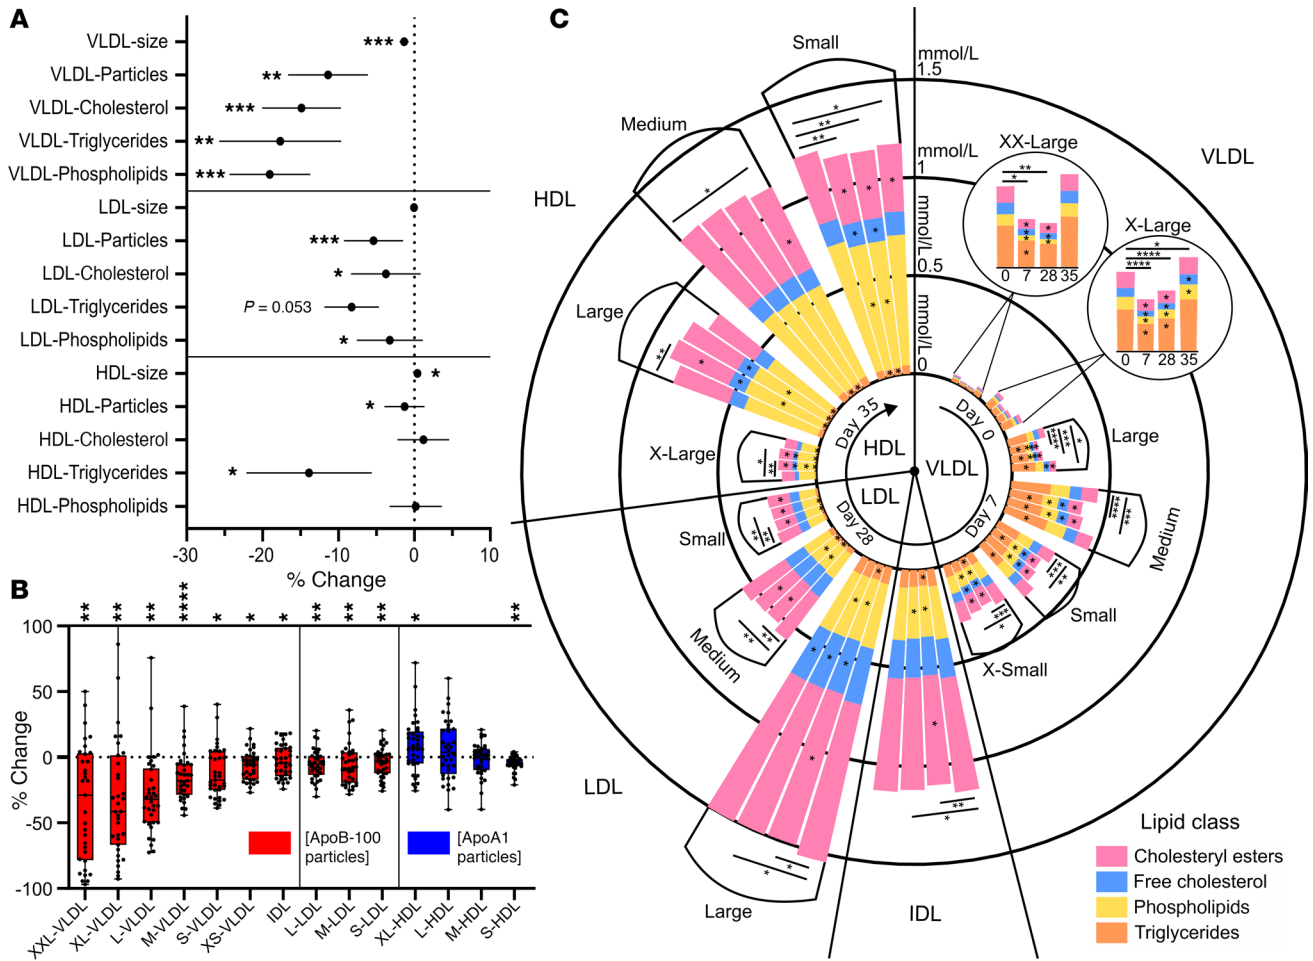 A
VLDL-size
***
VLDL-Particles
**
VLDL-Cholesterol
***
VLDL-Triglycerides
**
VLDL-Phospholipids
***
LDL-size
LDL-Particles
***
LDL-Cholesterol
*
LDL-Triglycerides
P = 0.053
LDL-Phospholipids
*
HDL-size
*
HDL-Particles
*
HDL-Cholesterol
HDL-Triglycerides
*
HDL-Phospholipids
-30 -20 -10 0 10
% Change
B
** ** ** **** * * * ** ** ** * **
100
50
0
-50
-100
% Change
[ApoB-100
particles]
[ApoA1
particles]
XXL-VLDL
XL-VLDL
L-VLDL
M-VLDL
S-VLDL
XS-VLDL
IDL
L-LDL
M-LDL
S-LDL
XL-HDL
L-HDL
M-HDL
S-HDL
C
mmol/L
1.5
mmol/L
1
mmol/L
0.5
mmol/L
0
VLDL
XX-Large
**
*
0 7 28 35
X-Large
*
****
****
0 7 28 35
Large
Medium
Small
X-Small
IDL
LDL
Large
Medium
Small
HDL
X-Large
Large
Medium
Small
Day 0
Day 7
Day 28
Day 35
HDL
VLDL
LDL
Lipid class
Cholesteryl esters
Free cholesterol
Phospholipids
Triglycerides